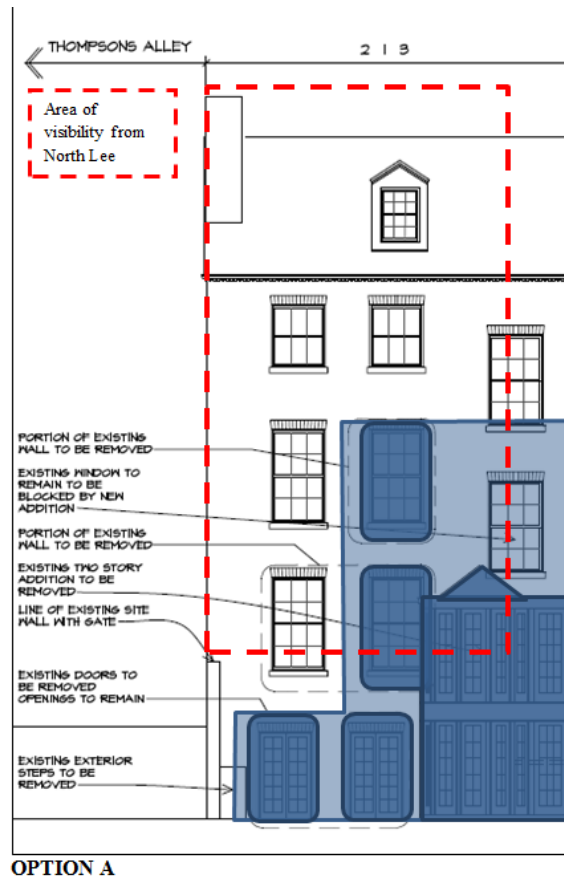 THOMPSONS ALLEY
2 1 3
Area of
visibility from
North Lee
PORTION OF EXISTING
WALL TO BE REMOVED
EXISTING WINDOW TO
REMAIN TO BE
BLOCKED BY NEW
ADDITION
PORTION OF EXISTING
WALL TO BE REMOVED
EXISTING TWO STORY
ADDITION TO BE
REMOVED
LINE OF EXISTING SITE
WALL WITH GATE
EXISTING DOORS TO
BE REMOVED
OPENINGS TO REMAIN
EXISTING EXTERIOR
STEPS TO BE
REMOVED
OPTION A